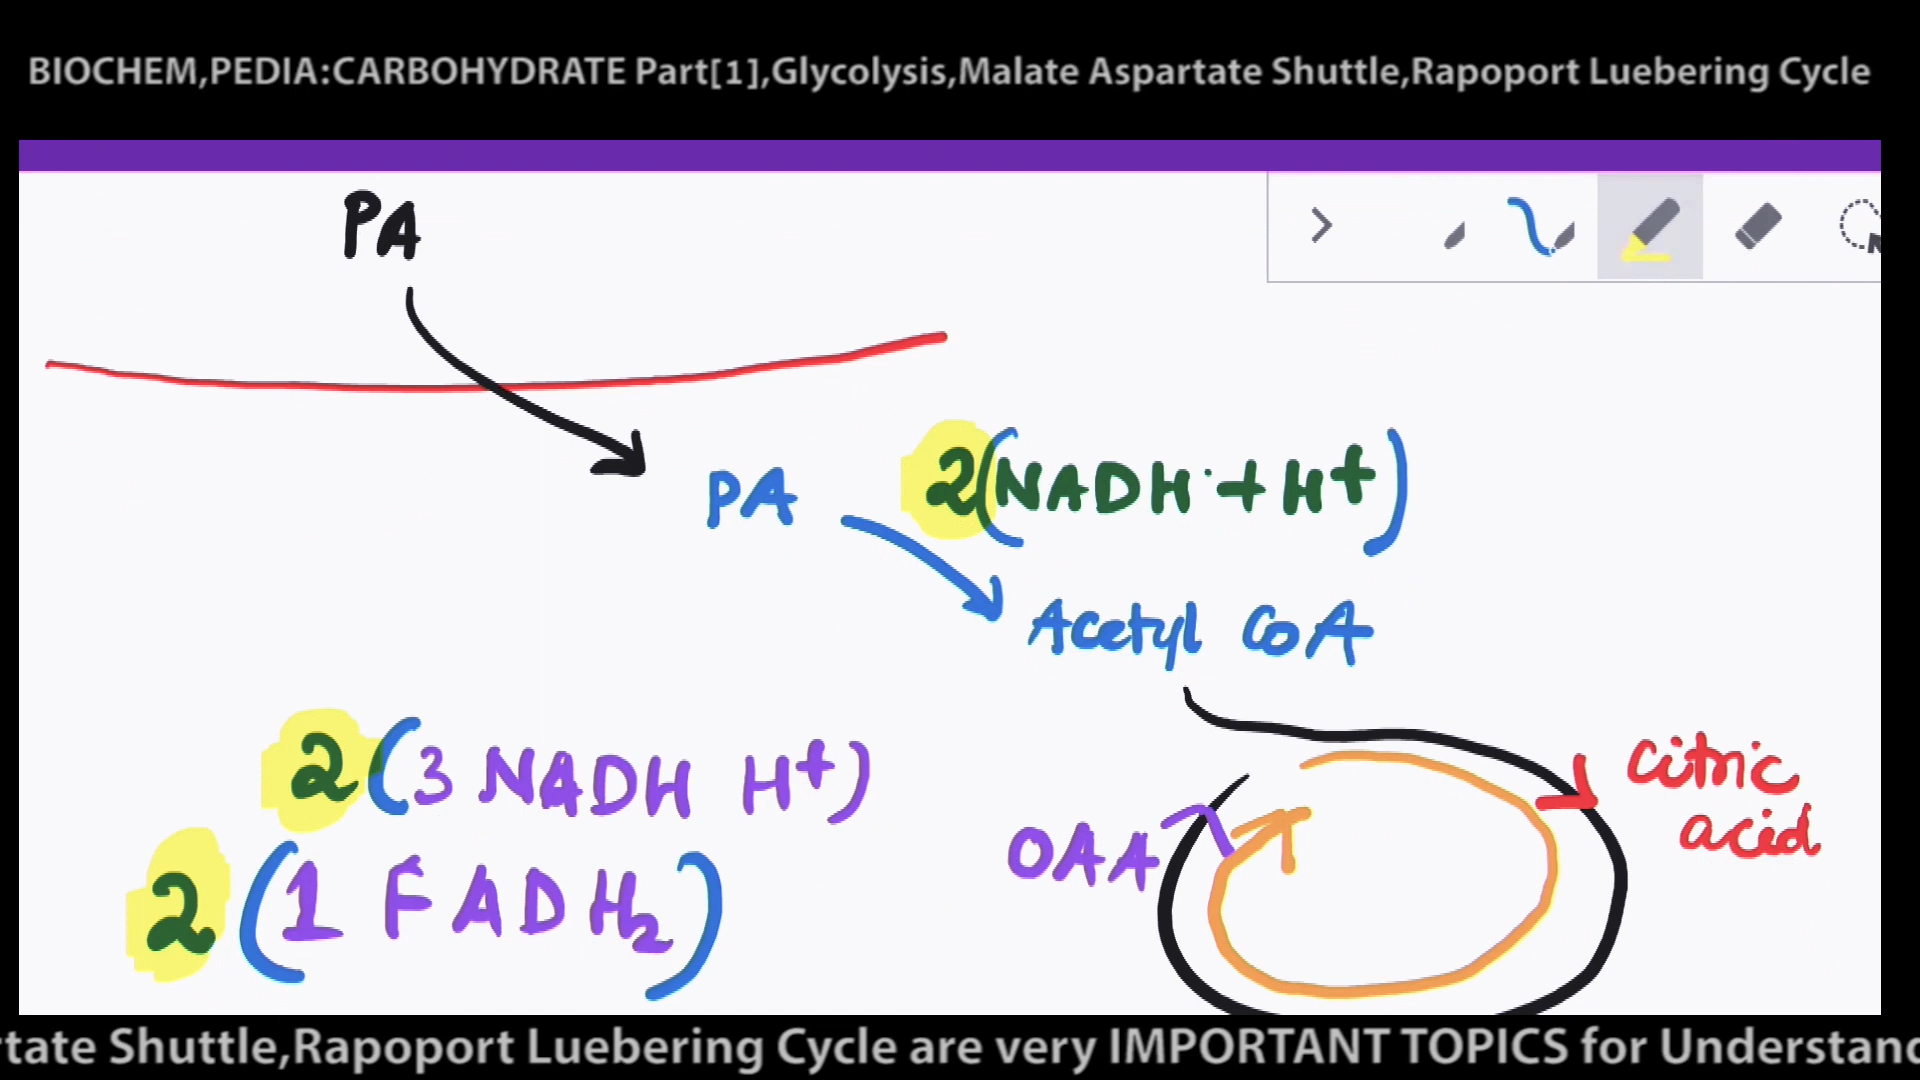 BIOCHEM,PEDIA:CARBOHYDRATE Part[1],Glycolysis,Malate Aspartate Shuttle,Rapoport Luebering Cycle
PA
PA 2(NADH + H+)
Acetyl CoA
2(3 NADH H+)
Citric
acid
OAA
2(1 FADH2)
tate Shuttle,Rapoport Luebering Cycle are very IMPORTANT TOPICS for Understand